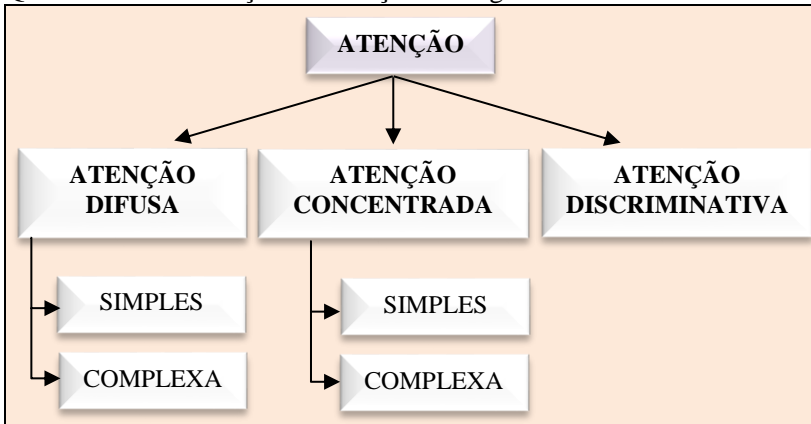 ATENÇÃO
ATENÇÃO
DIFUSA
ATENÇÃO
CONCENTRADA
ATENÇÃO
DISCRIMINATIVA
SIMPLES
COMPLEXA
SIMPLES
COMPLEXA